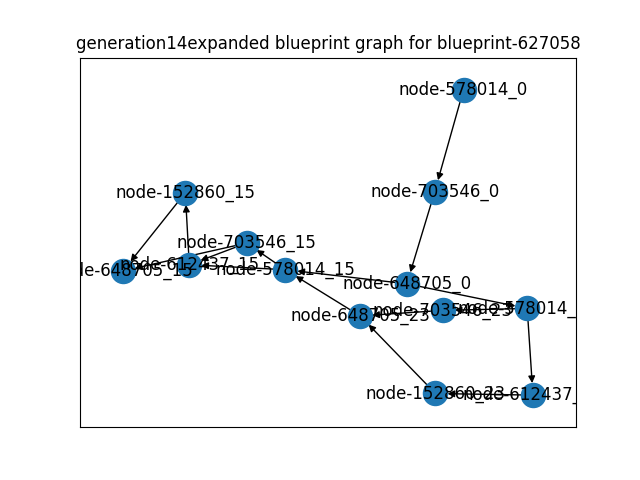 generation14expanded blueprint graph for blueprint-627058
node-578014_0
node-152860_15
node-703546_0
node-703546_15
node-612437_15
node-578014_15
de-648705_15
node-648705_0
node-703546_23
node-578014_
node-648705_23
node-152860_23
node-612437_